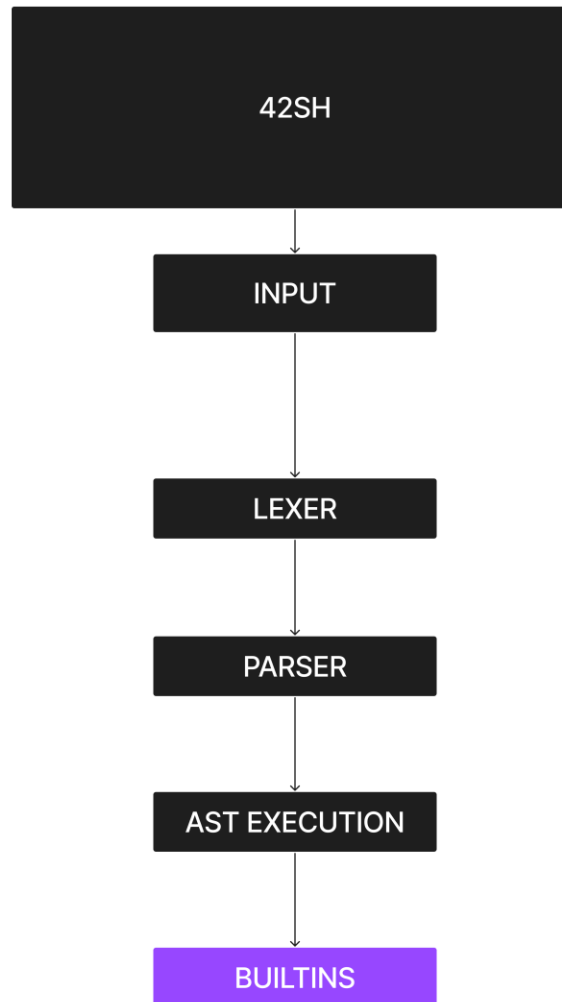 42SH
INPUT
LEXER
PARSER
AST EXECUTION
BUILTINS